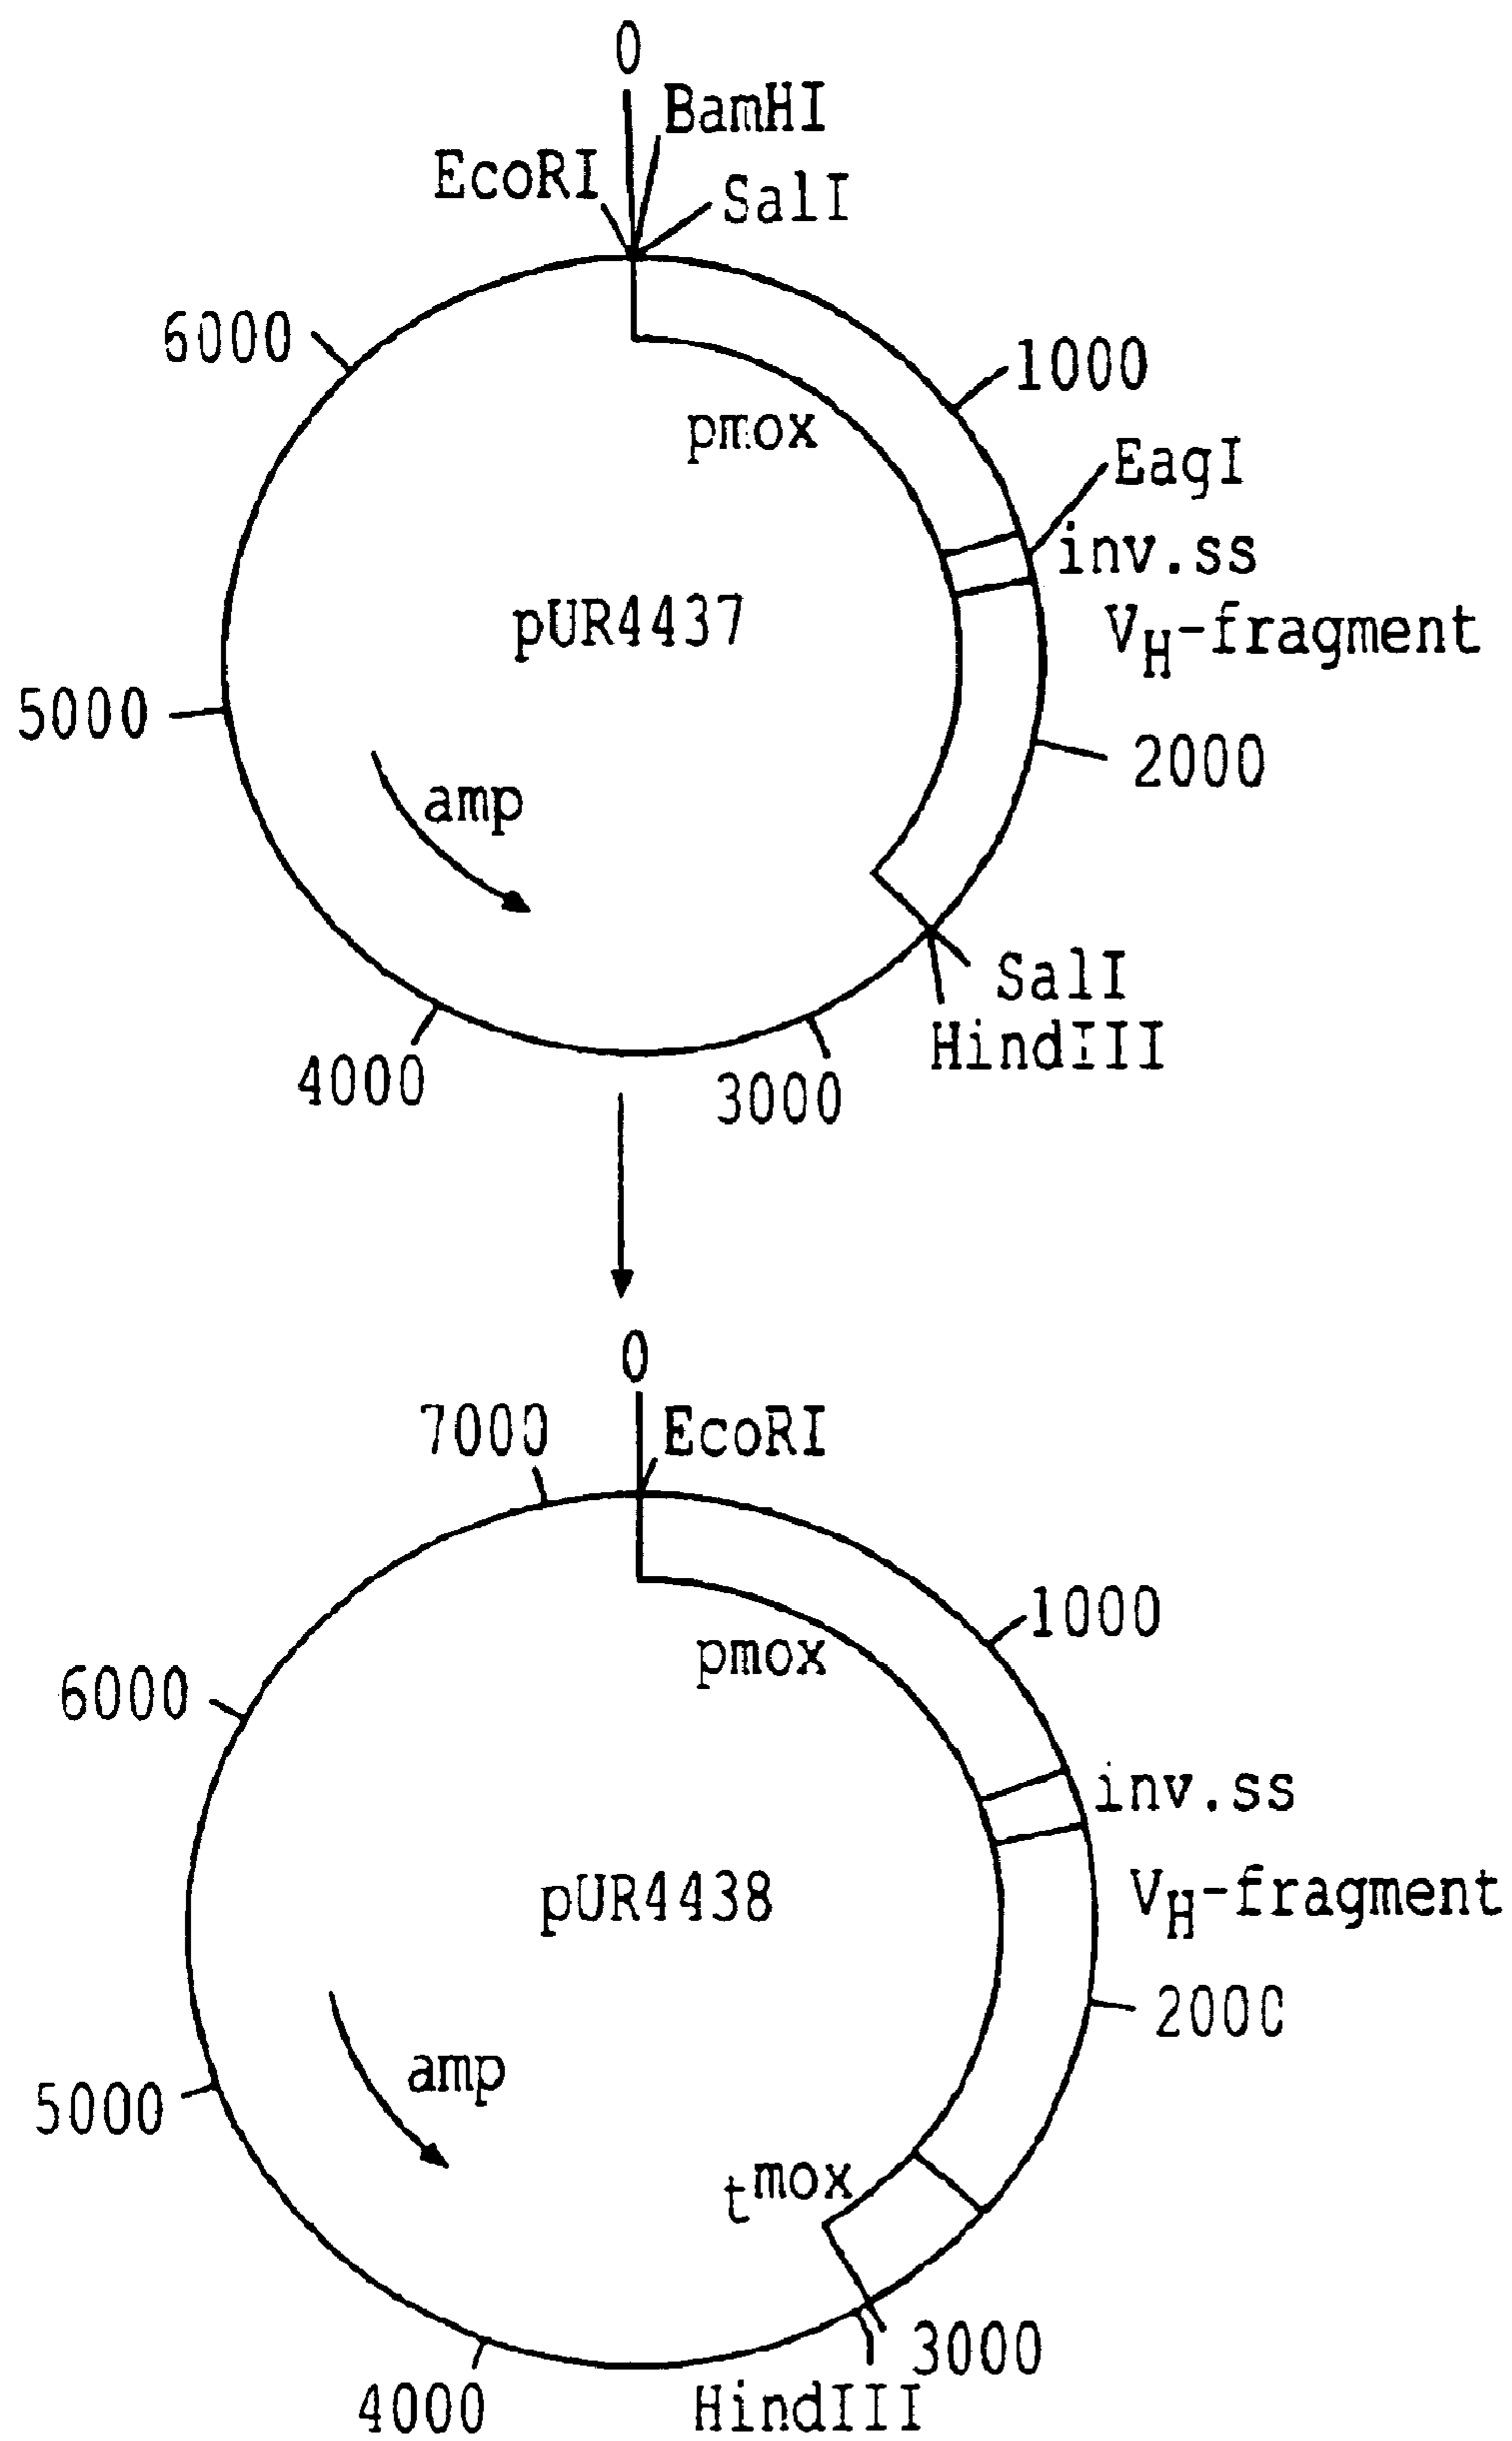 0
BamHI
EcoRI
SalI
6000
1000
pmox
EagI
inv.ss
pUR4437
VH-fragment
5000
2000
amp
SalI
HindIII
4000
3000
0
7000
EcoRI
1000
pmox
6000
inv.ss
pUR4438
VH-fragment
2000
amp
5000
tmox
3000
HindIII
4000